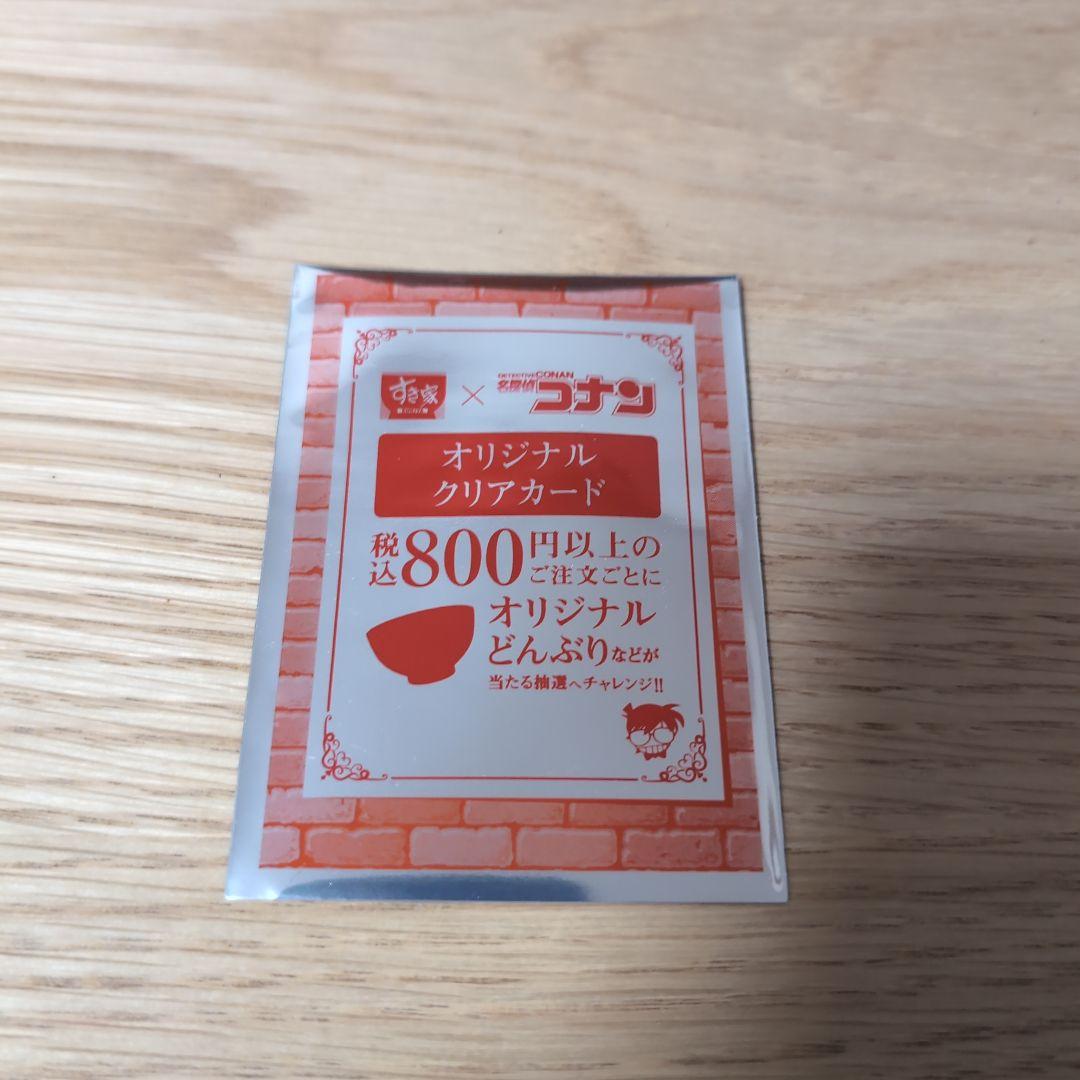 すき家
×
DETECTIVE CONAN
名探偵
コナン
オリジナル
クリアカード
税込800円以上の
ご注文ごとに
オリジナル
どんぶりなどが
当たる抽選へチャレンジ!!